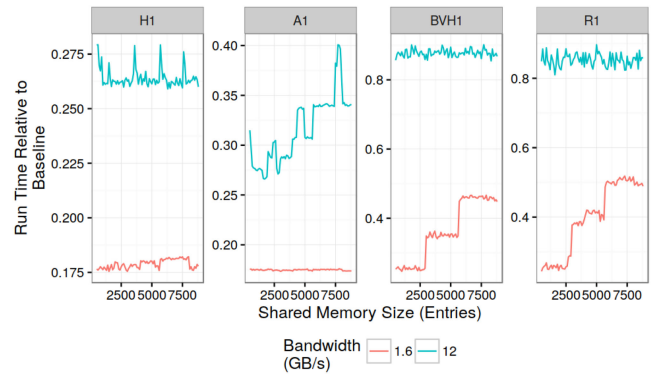 H1 A1 BVH1 R1
Run Time Relative to
Baseline
0.275 0.40
0.250 0.35 0.8 0.8
0.225 0.30 0.6 0.6
0.200 0.25 0.4 0.4
0.175 0.20
2500 5000 7500 2500 5000 7500 2500 5000 7500 2500 5000 7500
Shared Memory Size (Entries)
Bandwidth
(GB/s) 1.6 12